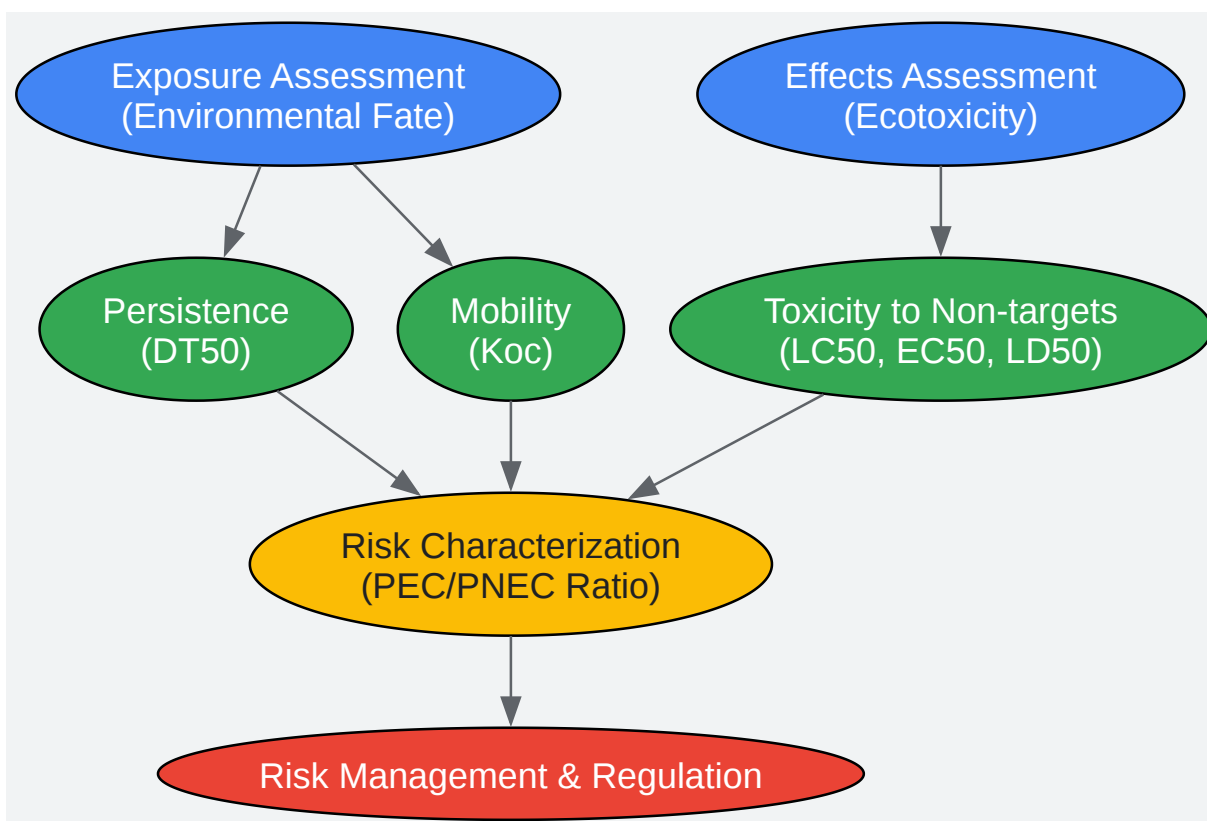 Exposure Assessment
(Environmental Fate)
Effects Assessment
(Ecotoxicity)
Persistence
(DT50)
Mobility
(Koc)
Toxicity to Non-targets
(LC50, EC50, LD50)
Risk Characterization
(PEC/PNEC Ratio)
Risk Management & Regulation